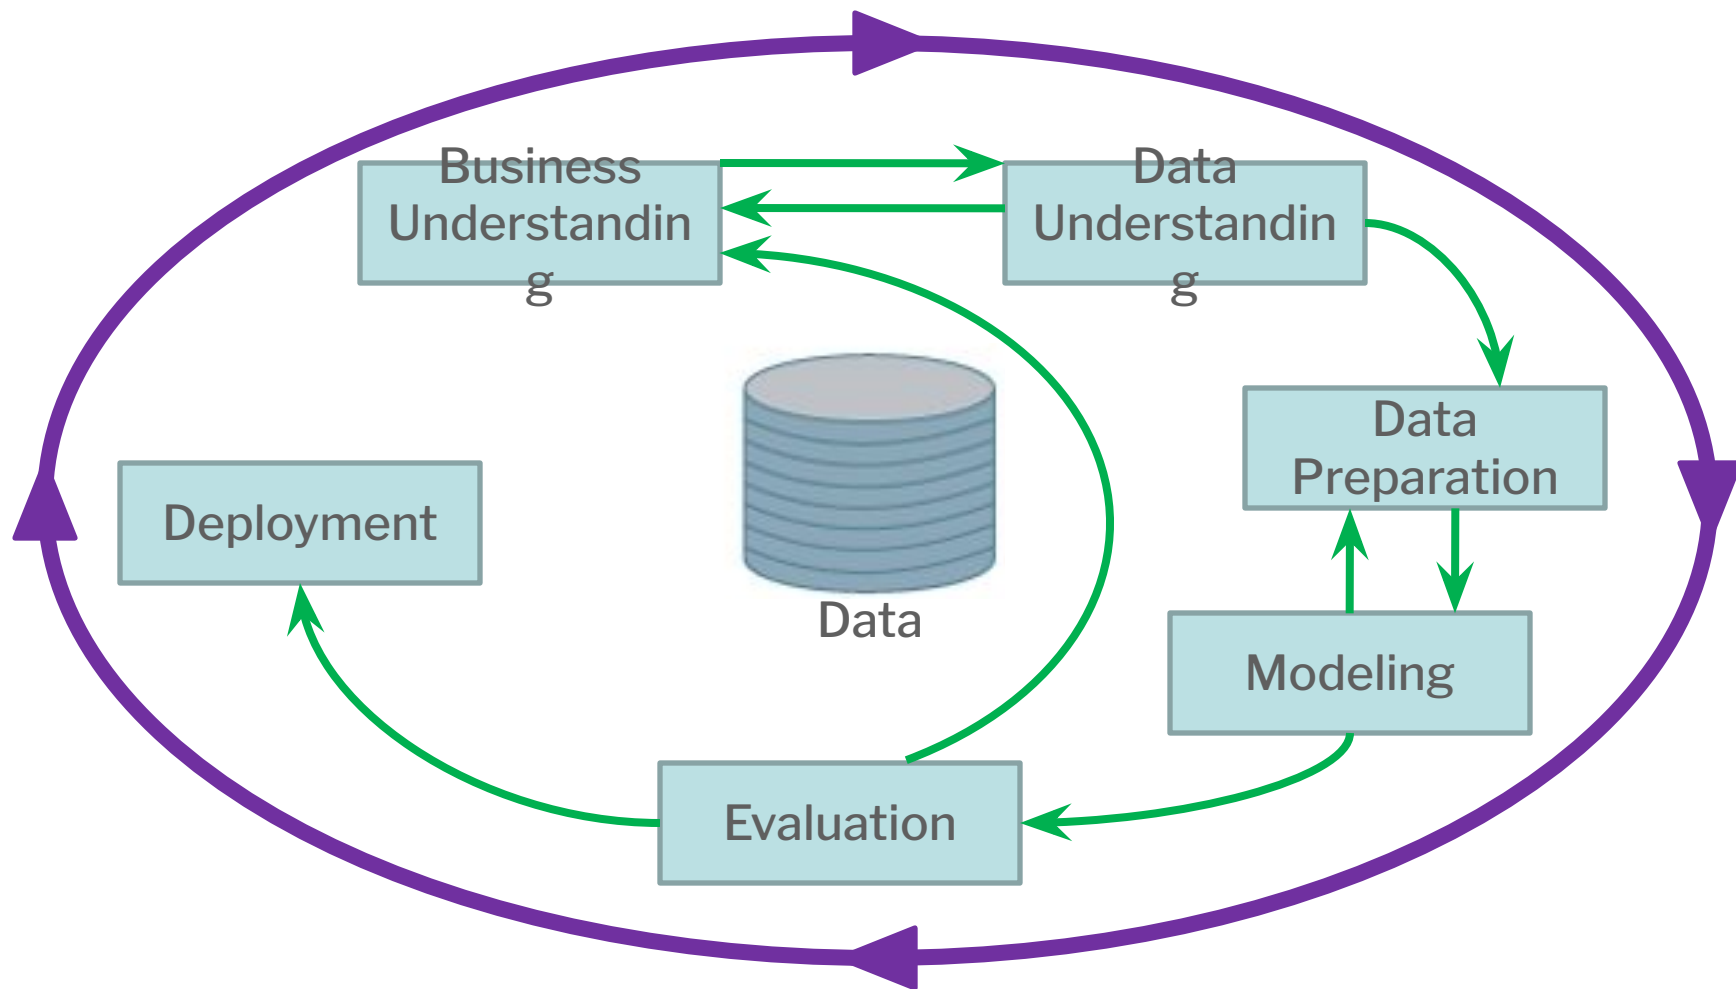 Business
Understandin
g
Data
Understandin
g
Data
Preparation
Deployment
Data
Modeling
Evaluation